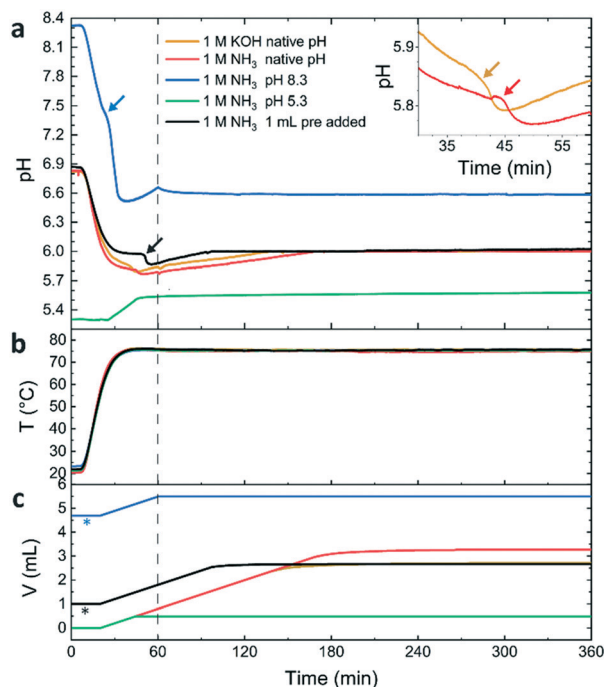 a
8.4
8.1
7.8
7.5
7.2
6.9
6.6
6.3
6.0
5.7
5.4
pH
1 M KOH native pH
1 M NH₃ native pH
1 M NH₃ pH 8.3
1 M NH₃ pH 5.3
1 M NH₃ 1 mL pre added
5.9
5.8
pH
35
45
55
Time (min)
b
80
70
60
50
40
30
20
T (°C)
c
6
5
4
3
2
1
0
V (mL)
*
*
0
60
120
180
240
300
360
Time (min)